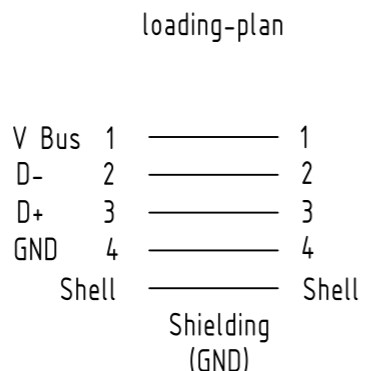 loading-plan
V Bus 1 1
D- 2 2
D+ 3 3
GND 4 4
Shell Shell
Shielding
(GND)